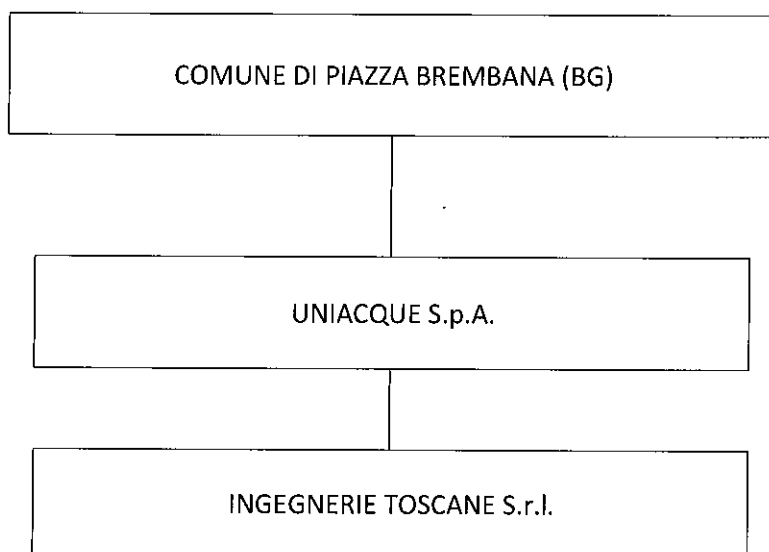 COMUNE DI PIAZZA BREMBANA (BG)
UNIACQUE S.p.A.
INGEGNERIE TOSCANE S.r.l.